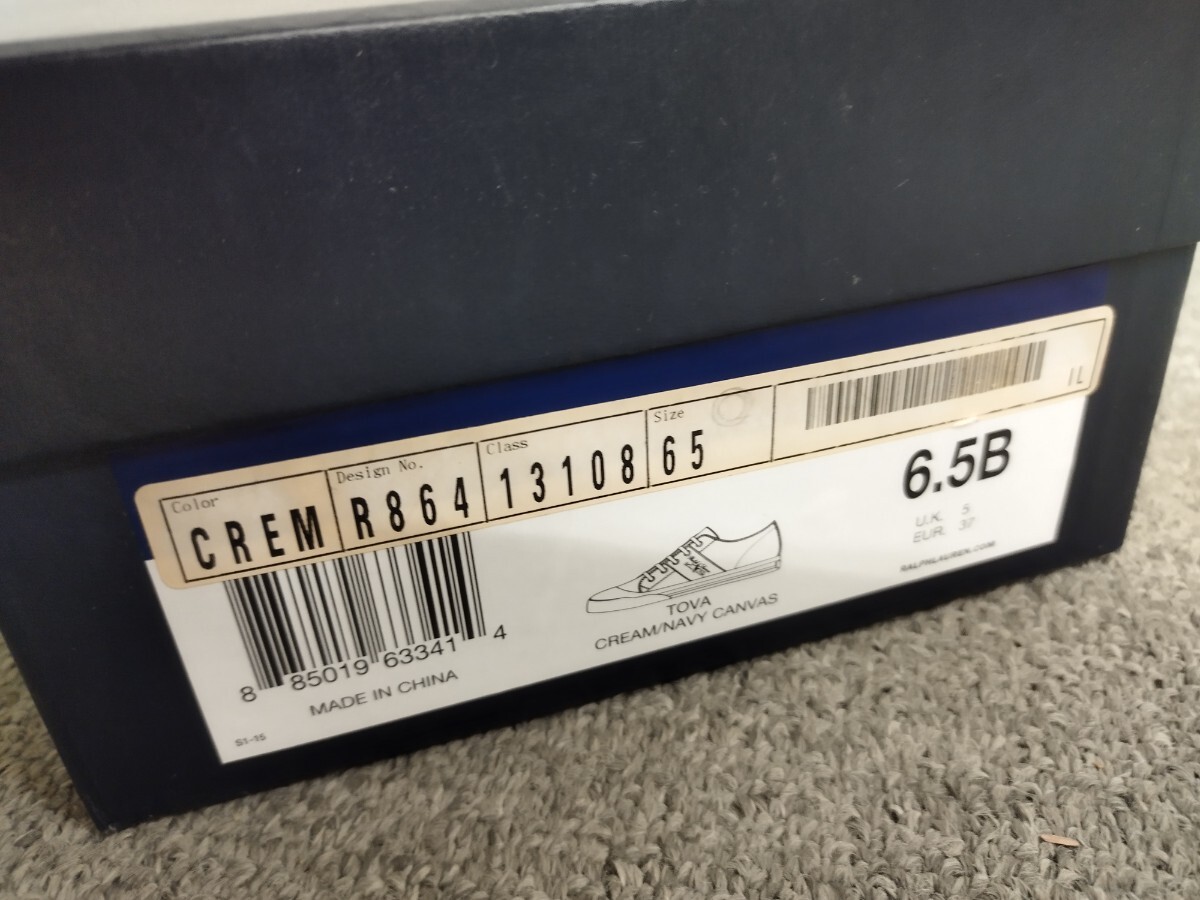 Color
CREM
Design No.
R864
Class
13108
Size
65
IL
6.5B
U.K. 5
EUR. 37
RALPHLAUREN.COM
TOVA
CREAM/NAVY CANVAS
8 85019 63341 4
MADE IN CHINA
S1-15